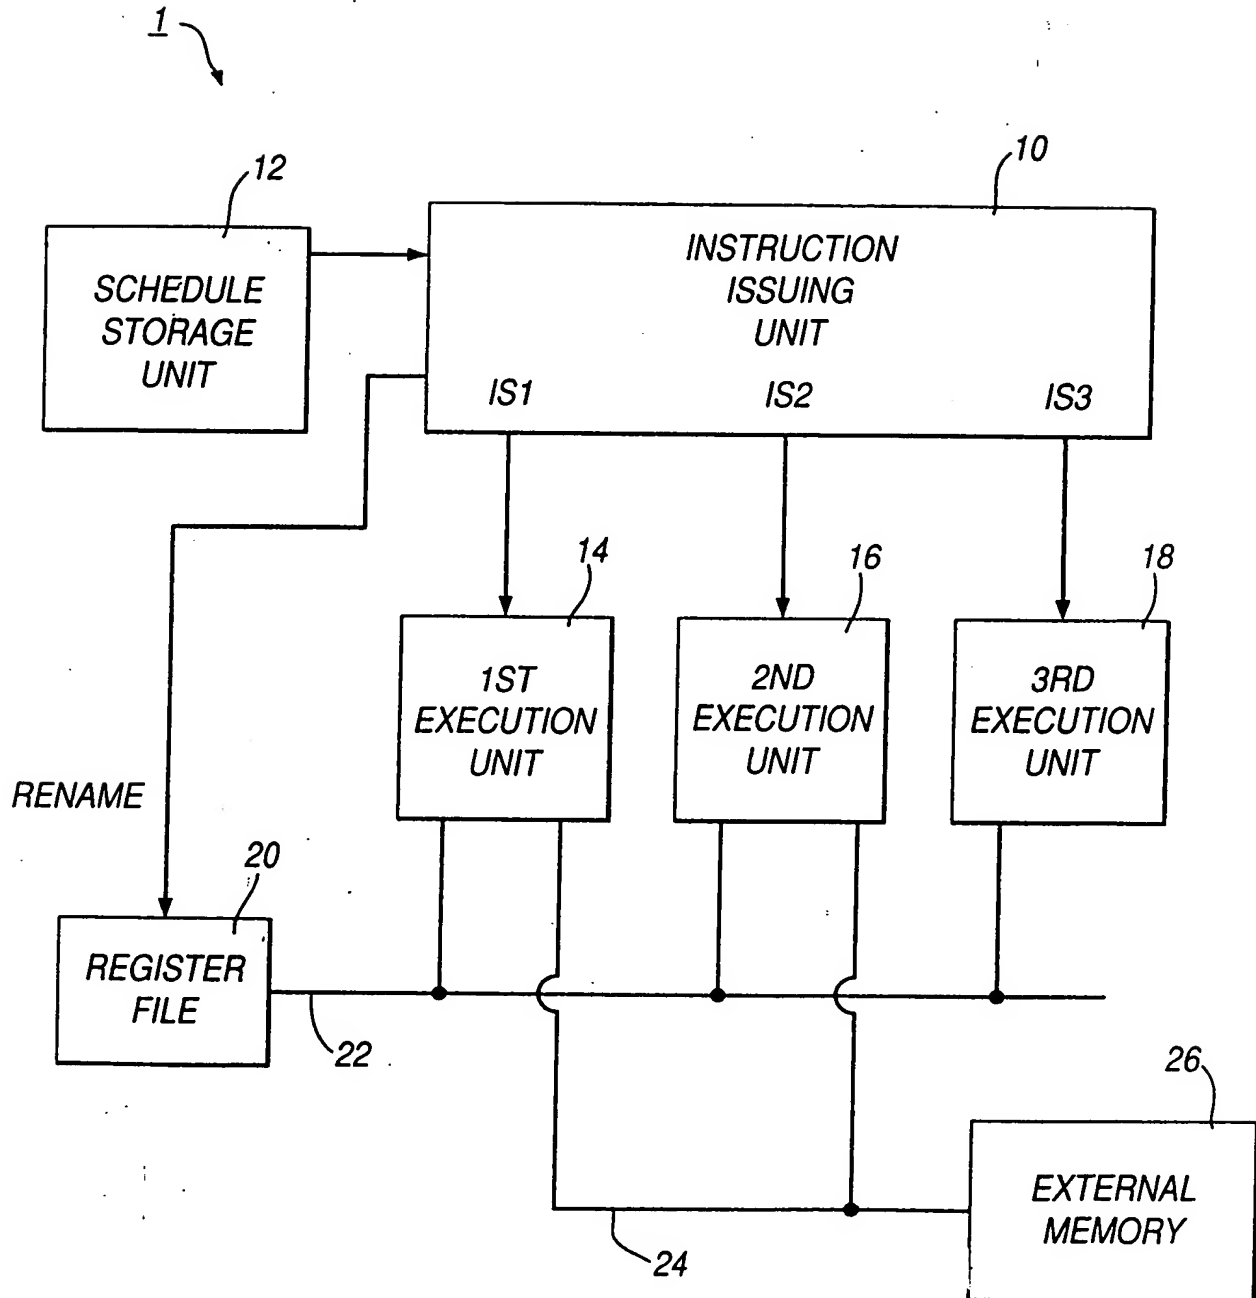 1
12
10
SCHEDULE
STORAGE
UNIT
INSTRUCTION
ISSUING
UNIT
IS1
IS2
IS3
14
16
18
1ST
EXECUTION
UNIT
2ND
EXECUTION
UNIT
3RD
EXECUTION
UNIT
RENAME
20
REGISTER
FILE
22
26
EXTERNAL
MEMORY
24